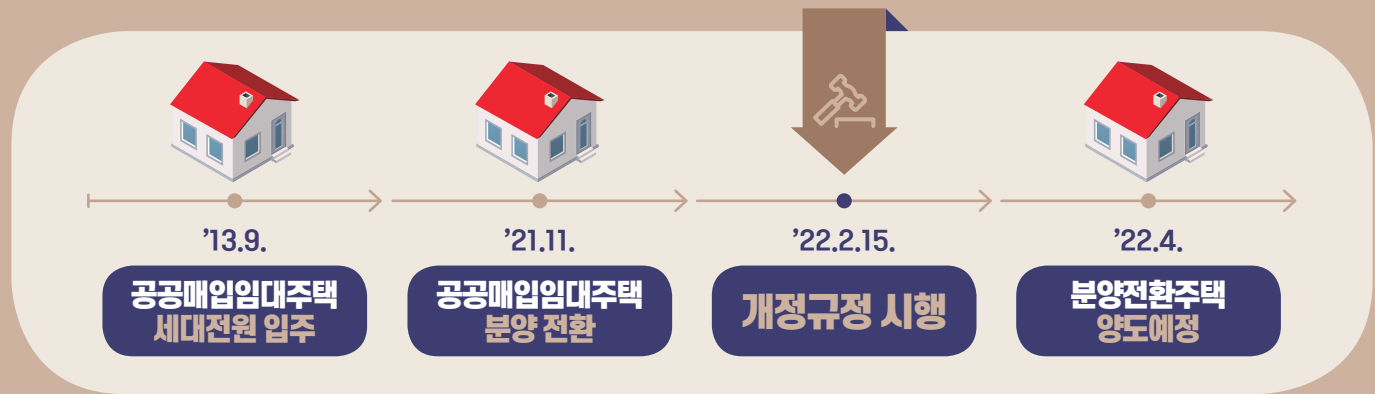 ’13.9.
공공매입임대주택
세대전원 입주
’21.11.
공공매입임대주택
분양 전환
’22.2.15.
개정규정 시행
’22.4.
분양전환주택
양도예정